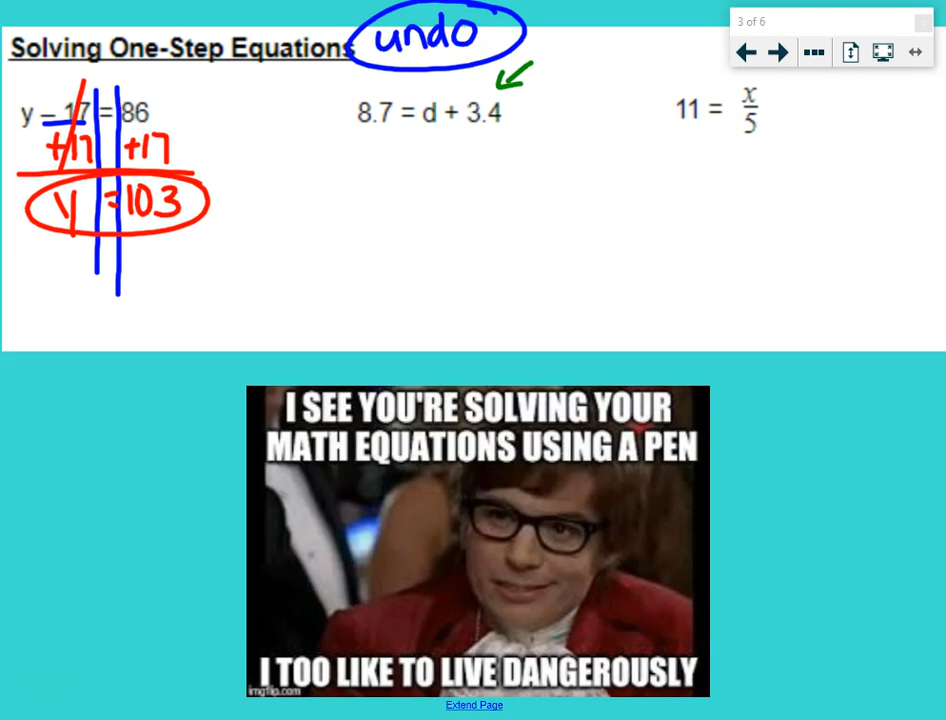 3 of 6
Solving One-Step Equations undo
y – 17 = 86
+17 +17
y = 103
8.7 = d + 3.4
11 = x/5
I SEE YOU'RE SOLVING YOUR
MATH EQUATIONS USING A PEN
I TOO LIKE TO LIVE DANGEROUSLY
imgflip.com
Extend Page